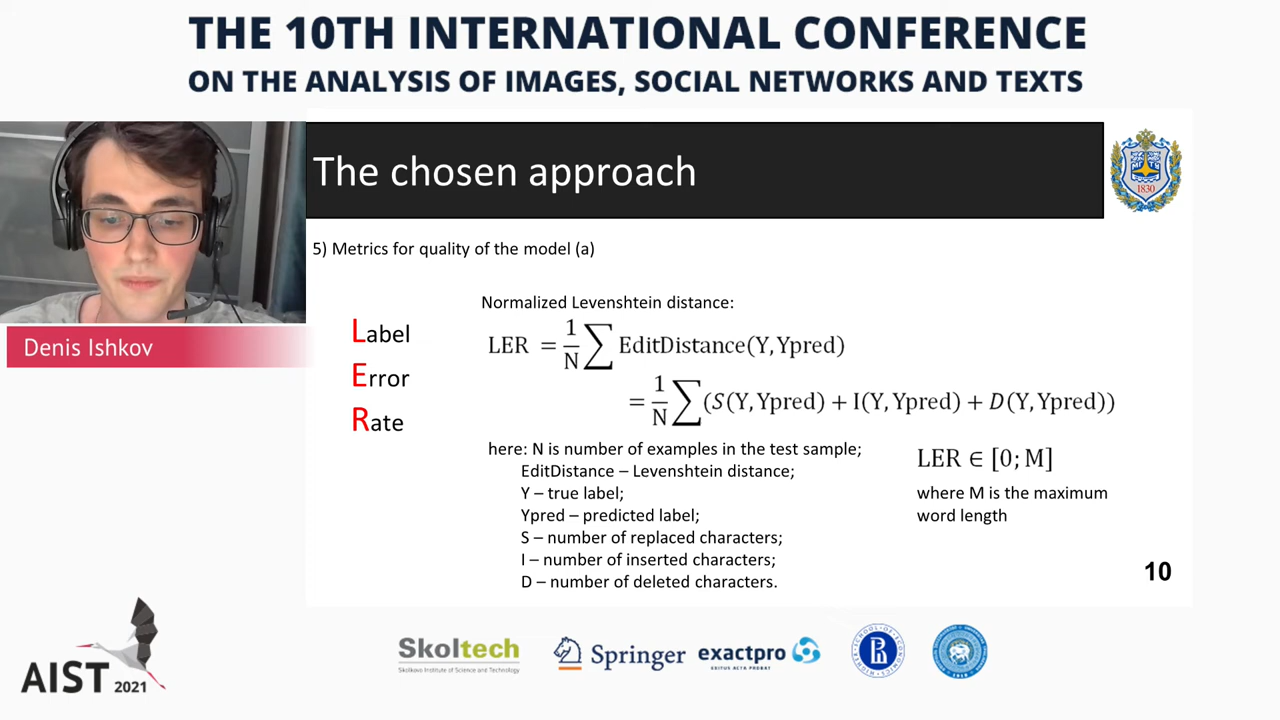 THE 10TH INTERNATIONAL CONFERENCE
ON THE ANALYSIS OF IMAGES, SOCIAL NETWORKS AND TEXTS
The chosen approach
1830
5) Metrics for quality of the model (a)
Denis Ishkov
Label
Error
Rate
Normalized Levenshtein distance:
LER = 1/N ∑ EditDistance(Y, Ypred)
= 1/N ∑ (S(Y, Ypred) + I(Y, Ypred) + D(Y, Ypred))
here: N is number of examples in the test sample;
EditDistance – Levenshtein distance;
Y – true label;
Ypred – predicted label;
S – number of replaced characters;
I – number of inserted characters;
D – number of deleted characters.
LER ∈ [0; M]
where M is the maximum
word length
10
AIST 2021
Skoltech
Skolkovo Institute of Science and Technology
Springer
exactpro
EXITUS ACTA PROBAT